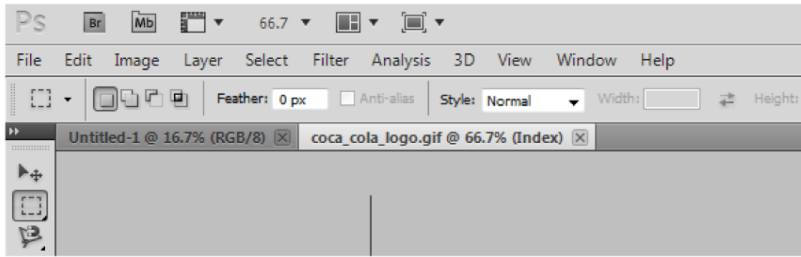 Ps Br Mb 66.7
File Edit Image Layer Select Filter Analysis 3D View Window Help
Feather: 0 px Anti-alias Style: Normal Width: Height:
Untitled-1 @ 16.7% (RGB/8) coca_cola_logo.gif @ 66.7% (Index)